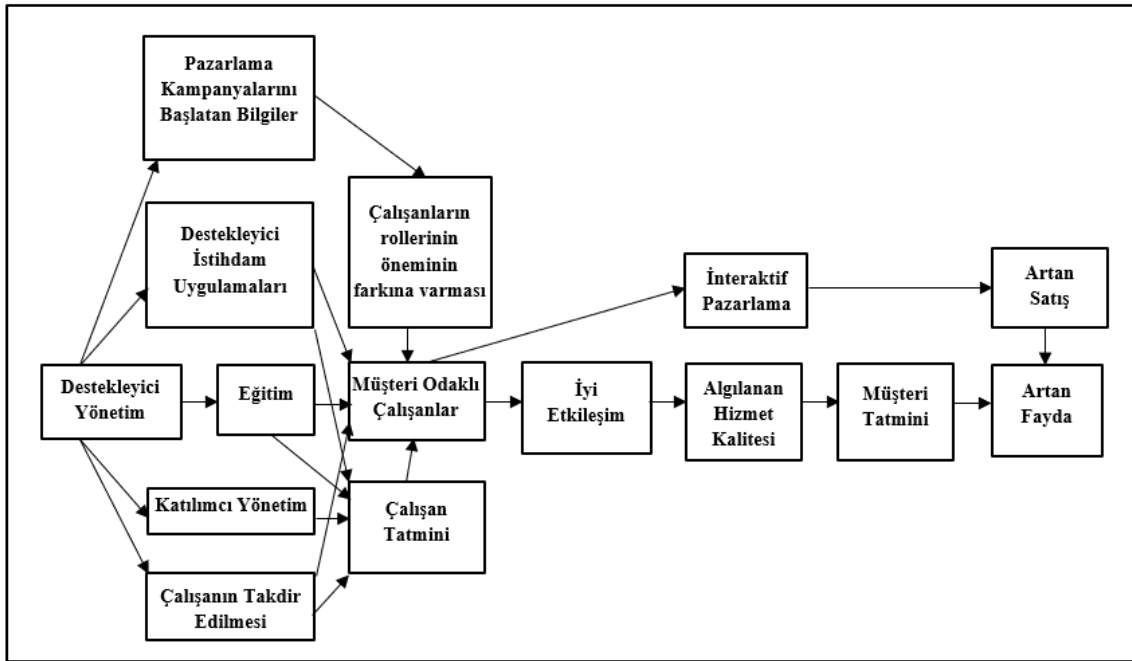 Pazarlama
Kampanyalarını
Başlatan Bilgiler
Destekleyici
İstihdam
Uygulamaları
Çalışanların
rollerinin
öneminin
farkına varması
İnteraktif
Pazarlama
Artan
Satış
Destekleyici
Yönetim
Eğitim
Müşteri Odaklı
Çalışanlar
İyi
Etkileşim
Algılanan
Hizmet
Kalitesi
Müşteri
Tatmini
Artan
Fayda
Katılımcı Yönetim
Çalışan
Tatmini
Çalışanın Takdir
Edilmesi